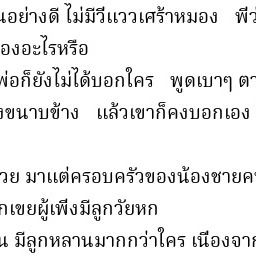 นอย่างดี ไม่มีวี่แววเศร้าหมอง พี่ว
องอะไรหรือ
พ่อก็ยังไม่ได้บอกใคร พูดเบาๆ ตา
ขนาบข้าง แล้วเขาก็คงบอกเอง
วย มาแต่ครอบครัวของน้องชายค
กเขยผู้เพิ่งมีลูกวัยหก
น มีลูกหลานมากกว่าใคร เนื่องจา